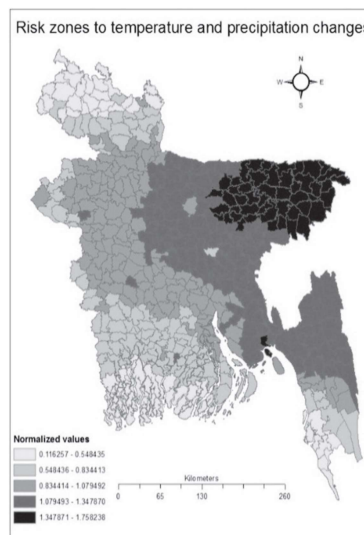 Risk zones to temperature and precipitation changes
N
W E
S
Normalized values
0.116257 - 0.548435
0.548436 - 0.834413
0.834414 - 1.079492
1.079493 - 1.347870
1.347871 - 1.758238
Kilometers
0 65 130 260